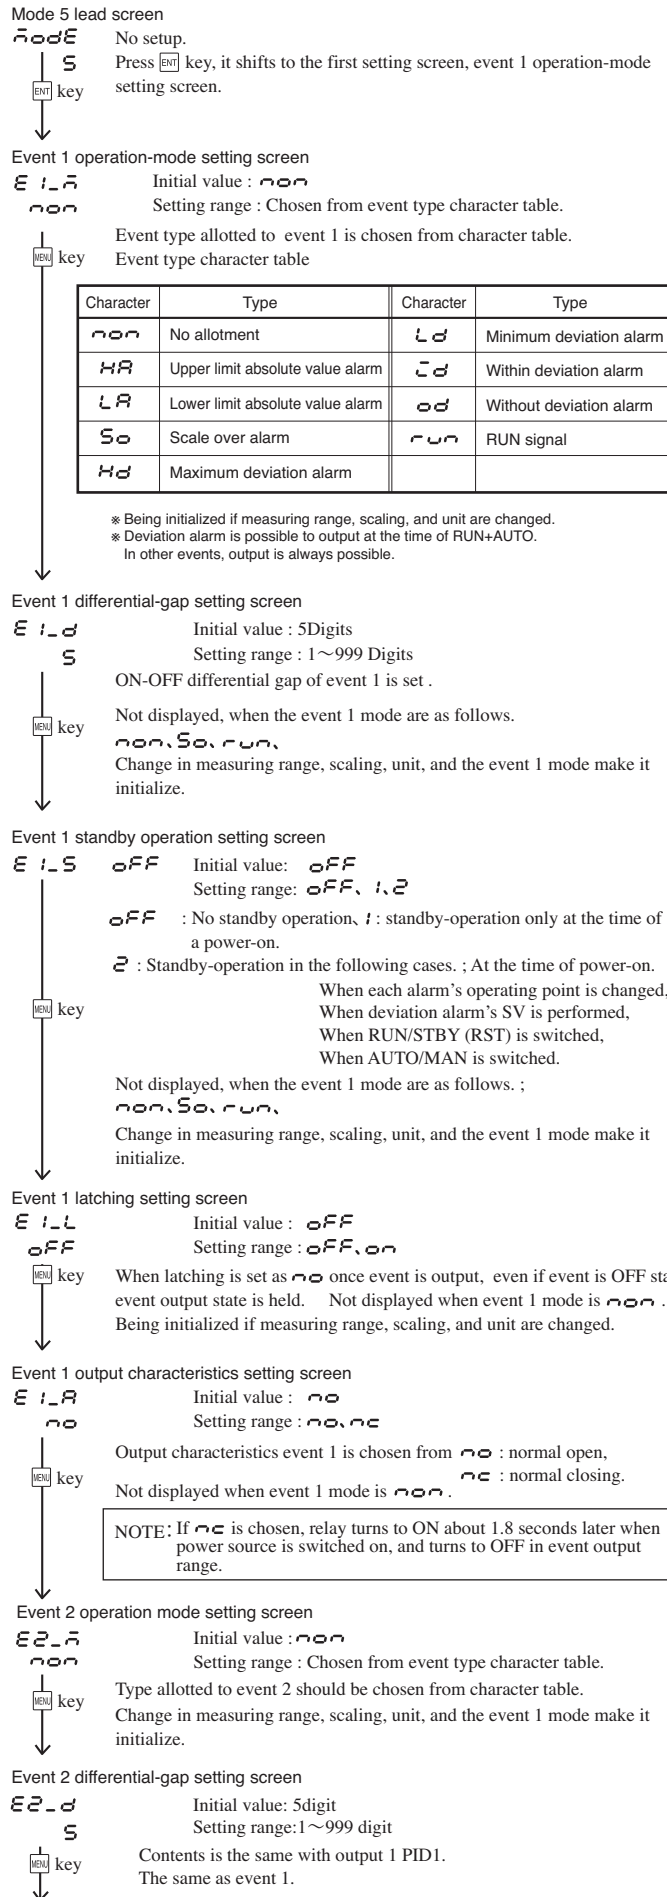 Mode 5 lead screen
ñodE No setup.
5 Press ENT key, it shifts to the first setting screen, event 1 operation-mode
ENT key setting screen.
Event 1 operation-mode setting screen
E1_ñ Initial value : non
non Setting range : Chosen from event type character table.
Event type allotted to event 1 is chosen from character table.
MENU key Event type character table
Character Type Character Type
non No allotment Ld Minimum deviation alarm
HA Upper limit absolute value alarm id Within deviation alarm
LA Lower limit absolute value alarm od Without deviation alarm
So Scale over alarm run RUN signal
Hd Maximum deviation alarm
※ Being initialized if measuring range, scaling, and unit are changed.
※ Deviation alarm is possible to output at the time of RUN+AUTO.
In other events, output is always possible.
Event 1 differential-gap setting screen
E1_d Initial value : 5Digits
5 Setting range : 1～999 Digits
ON-OFF differential gap of event 1 is set .
MENU key Not displayed, when the event 1 mode are as follows.
non、So、run、
Change in measuring range, scaling, unit, and the event 1 mode make it
initialize.
Event 1 standby operation setting screen
E1_S oFF Initial value: oFF
Setting range: oFF、1、2
oFF : No standby operation、1 : standby-operation only at the time of
a power-on.
2 : Standby-operation in the following cases. ; At the time of power-on.
When each alarm’s operating point is changed,
MENU key When deviation alarm’s SV is performed,
When RUN/STBY (RST) is switched,
When AUTO/MAN is switched.
Not displayed, when the event 1 mode are as follows. ;
non、So、run、
Change in measuring range, scaling, unit, and the event 1 mode make it
initialize.
Event 1 latching setting screen
E1_L Initial value : oFF
oFF Setting range : oFF、on
MENU key When latching is set as no once event is output, even if event is OFF sta
event output state is held. Not displayed when event 1 mode is non .
Being initialized if measuring range, scaling, and unit are changed.
Event 1 output characteristics setting screen
E1_A Initial value : no
no Setting range : no、nc
Output characteristics event 1 is chosen from no : normal open,
MENU key nc : normal closing.
Not displayed when event 1 mode is non .
NOTE: If nc is chosen, relay turns to ON about 1.8 seconds later when
power source is switched on, and turns to OFF in event output
range.
Event 2 operation mode setting screen
E2_ñ Initial value : non
non Setting range : Chosen from event type character table.
MENU key Type allotted to event 2 should be chosen from character table.
Change in measuring range, scaling, unit, and the event 1 mode make it
initialize.
Event 2 differential-gap setting screen
E2_d Initial value: 5digit
5 Setting range:1～999 digit
MENU key Contents is the same with output 1 PID1.
The same as event 1.